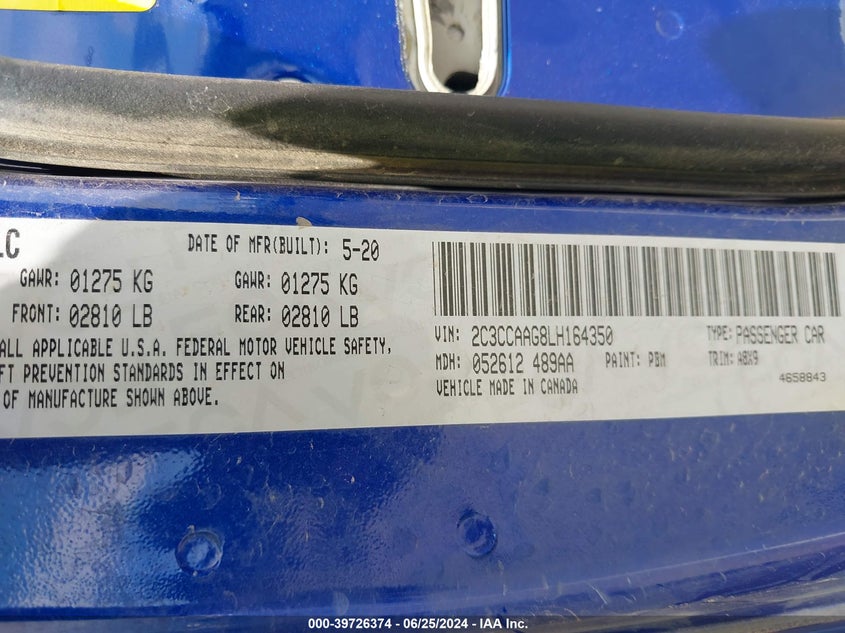 LC
DATE OF MFR(BUILT): 5-20
GAWR: 01275 KG GAWR: 01275 KG
FRONT: 02810 LB REAR: 02810 LB
ALL APPLICABLE U.S.A. FEDERAL MOTOR VEHICLE SAFETY,
FT PREVENTION STANDARDS IN EFFECT ON
OF MANUFACTURE SHOWN ABOVE.
VIN: 2C3CCAAG8LH164350 TYPE: PASSENGER CAR
MDH: 052612 489AA PAINT: PBM TRIM: A8X9
VEHICLE MADE IN CANADA 4658843
000-39726374 / 06/25/2024 - IAA Inc.